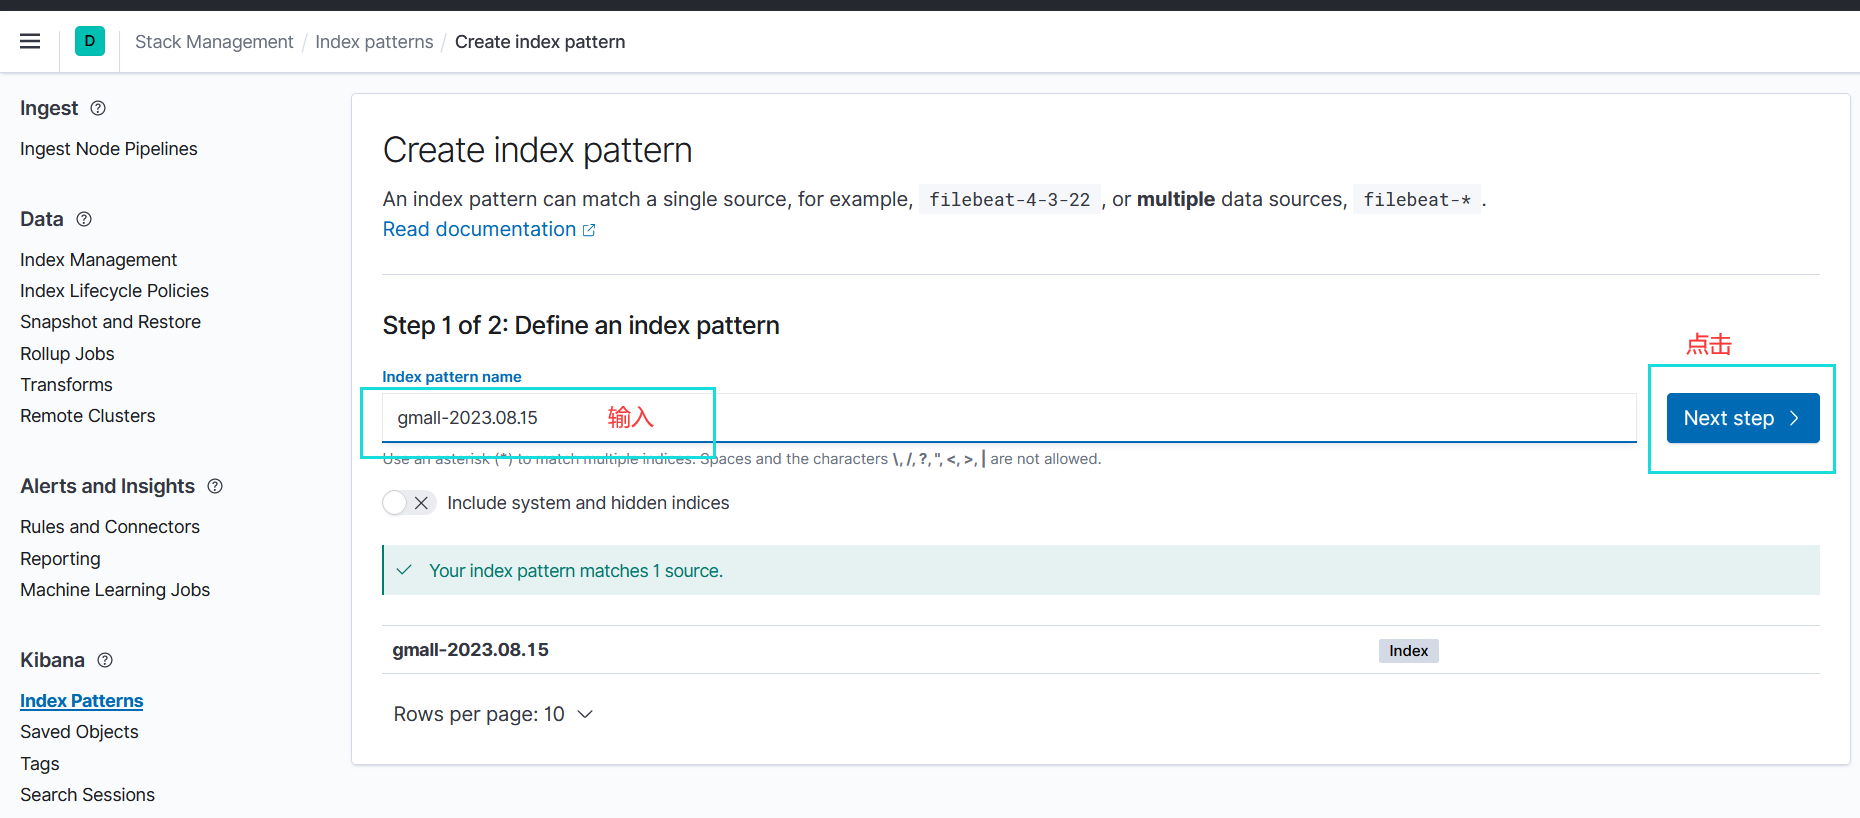 D Stack Management / Index patterns / Create index pattern
Ingest
Ingest Node Pipelines
Data
Index Management
Index Lifecycle Policies
Snapshot and Restore
Rollup Jobs
Transforms
Remote Clusters
Alerts and Insights
Rules and Connectors
Reporting
Machine Learning Jobs
Kibana
Index Patterns
Saved Objects
Tags
Search Sessions
Create index pattern
An index pattern can match a single source, for example, filebeat-4-3-22 , or multiple data sources, filebeat-* .
Read documentation
Step 1 of 2: Define an index pattern
Index pattern name
gmall-2023.08.15 输入
点击
Next step
Use an asterisk (*) to match multiple indices. Spaces and the characters \, /, ?, ", <, >, | are not allowed.
Include system and hidden indices
Your index pattern matches 1 source.
gmall-2023.08.15 Index
Rows per page: 10